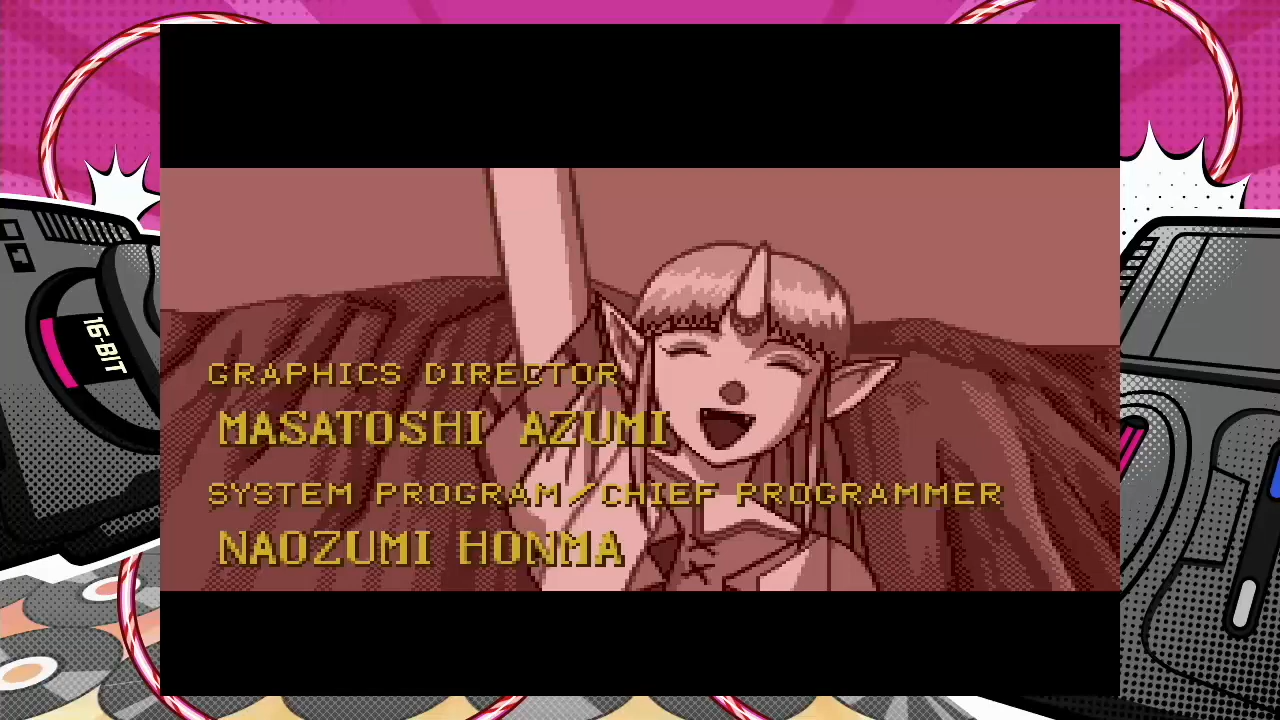 16-BIT
GRAPHICS DIRECTOR
MASATOSHI AZUMI
SYSTEM PROGRAM/CHIEF PROGRAMMER
NAOZUMI HONMA